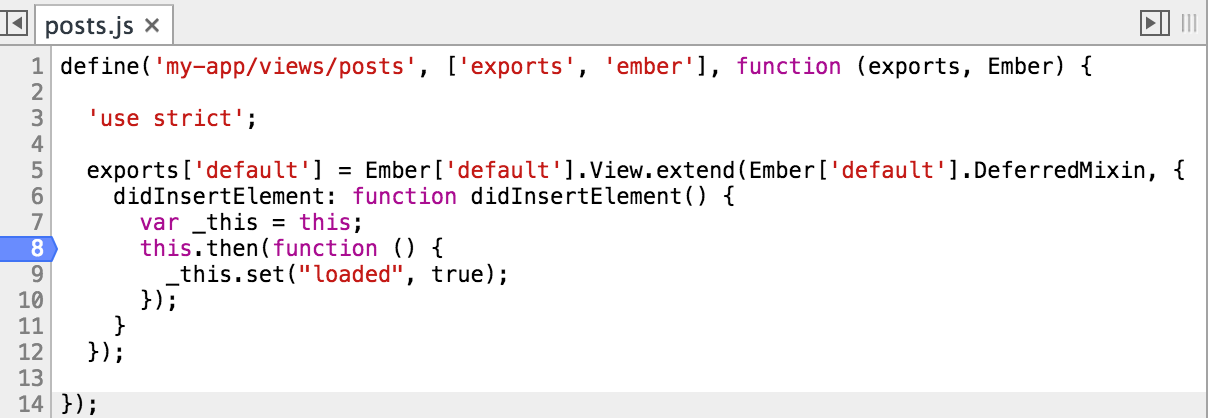 posts.js ×
1 define('my-app/views/posts', ['exports', 'ember'], function (exports, Ember) {
2
3   'use strict';
4
5   exports['default'] = Ember['default'].View.extend(Ember['default'].DeferredMixin, {
6     didInsertElement: function didInsertElement() {
7       var _this = this;
8       this.then(function () {
9         _this.set("loaded", true);
10       });
11     }
12   });
13
14 });